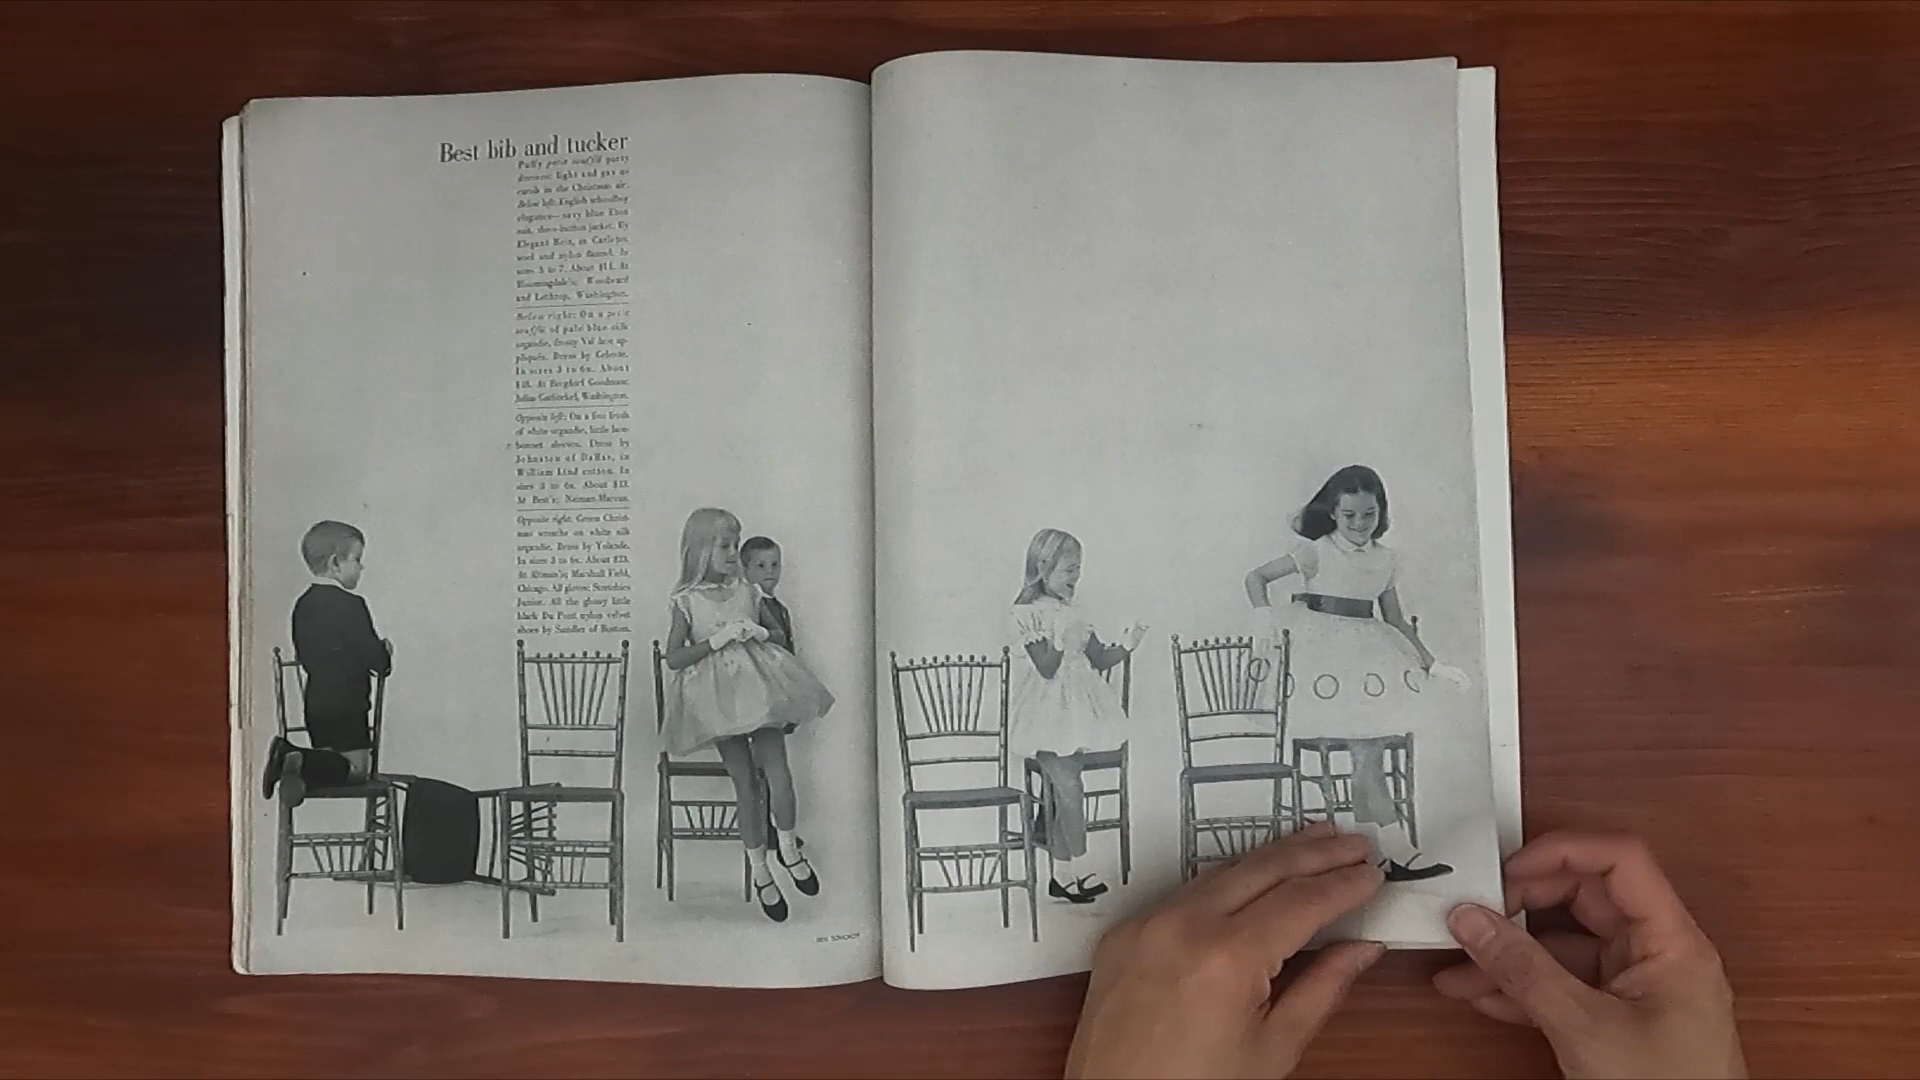 Best bib and tucker
Puffy petit soufflé party
dresses: light and gay as
carols in the Christmas air.
Below left: English schoolboy
elegance—navy blue Eton
suit, three-button jacket. By
Elegant Heir, in Carletex
wool and nylon flannel. In
sizes 3 to 7. About $11. At
Bloomingdale's; Woodward
and Lothrop, Washington.
Below right: On a petit
soufflé of pale blue silk
organdie, frosty Val lace ap-
pliqués. Dress by Celeste.
In sizes 3 to 6x. About
At Bergdorf Goodman;
Julius Garfinckel, Washington.
Opposite left: On a fine froth
of white organdie, little lace-
bonnet sleeves. Dress by
Johnston of Dallas, in
William Lind cotton. In
sizes 3 to 6x. About $13.
At Best's; Neiman-Marcus.
Opposite right: Green Christ-
mas wreaths on white silk
organdie. Dress by Yolande.
In sizes 3 to 6x. About $23.
At Altman's; Marshall Field,
Chicago. All gloves: Stretchies
Junior. All the glossy little
black Du Pont nylon velvet
shoes by Sandler of Boston.